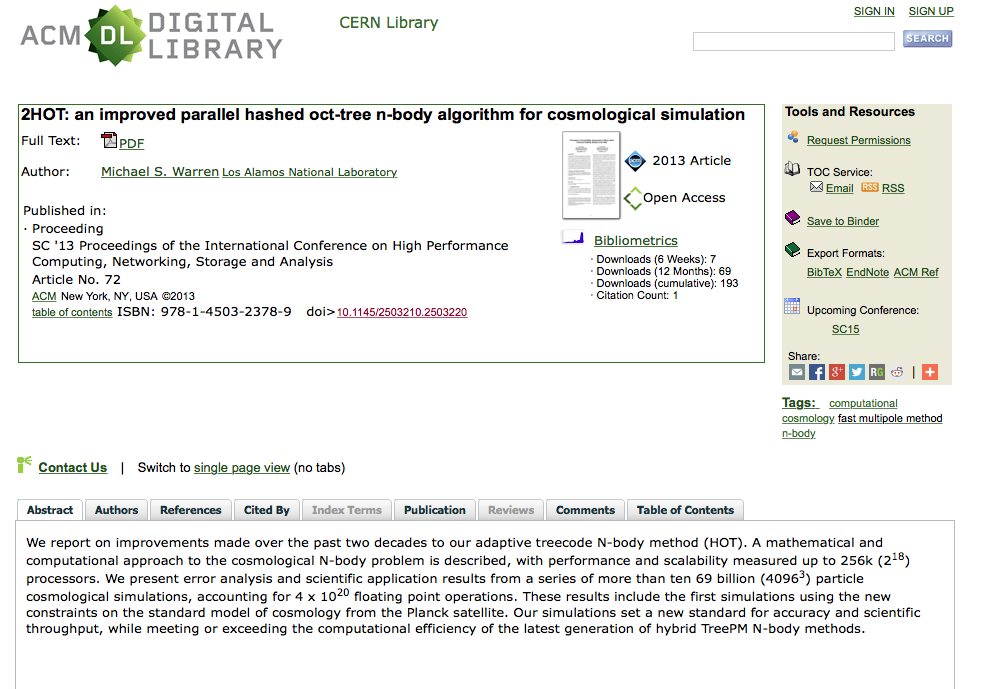 ACM DL DIGITAL LIBRARY
CERN Library
SIGN IN SIGN UP
SEARCH
2HOT: an improved parallel hashed oct-tree n-body algorithm for cosmological simulation
Full Text: PDF
Author: Michael S. Warren Los Alamos National Laboratory
Published in:
· Proceeding
SC '13 Proceedings of the International Conference on High Performance
Computing, Networking, Storage and Analysis
Article No. 72
ACM New York, NY, USA ©2013
table of contents ISBN: 978-1-4503-2378-9 doi>10.1145/2503210.2503220
2013 Article
Open Access
Bibliometrics
· Downloads (6 Weeks): 7
· Downloads (12 Months): 69
· Downloads (cumulative): 193
· Citation Count: 1
Tools and Resources
Request Permissions
TOC Service:
Email RSS RSS
Save to Binder
Export Formats:
BibTeX EndNote ACM Ref
Upcoming Conference:
SC15
Share:
f g+ RG | +
Tags: computational
cosmology fast multipole method
n-body
Contact Us | Switch to single page view (no tabs)
Abstract Authors References Cited By Index Terms Publication Reviews Comments Table of Contents
We report on improvements made over the past two decades to our adaptive treecode N-body method (HOT). A mathematical and
computational approach to the cosmological N-body problem is described, with performance and scalability measured up to 256k (2¹⁸)
processors. We present error analysis and scientific application results from a series of more than ten 69 billion (4096³) particle
cosmological simulations, accounting for 4 x 10²⁰ floating point operations. These results include the first simulations using the new
constraints on the standard model of cosmology from the Planck satellite. Our simulations set a new standard for accuracy and scientific
throughput, while meeting or exceeding the computational efficiency of the latest generation of hybrid TreePM N-body methods.